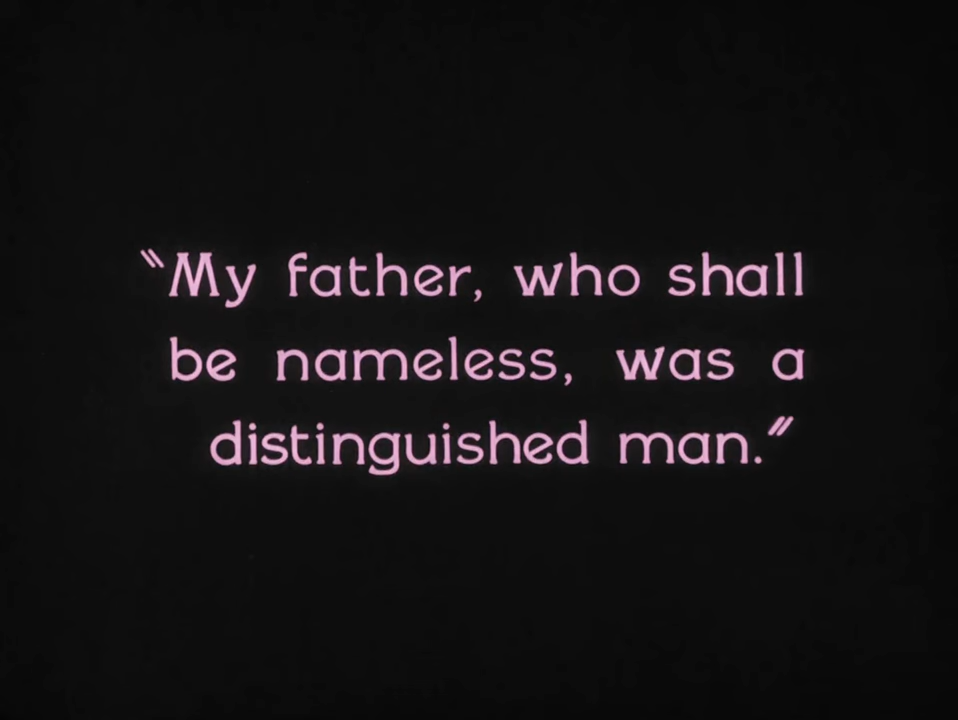 "My father, who shall
be nameless, was a
distinguished man."